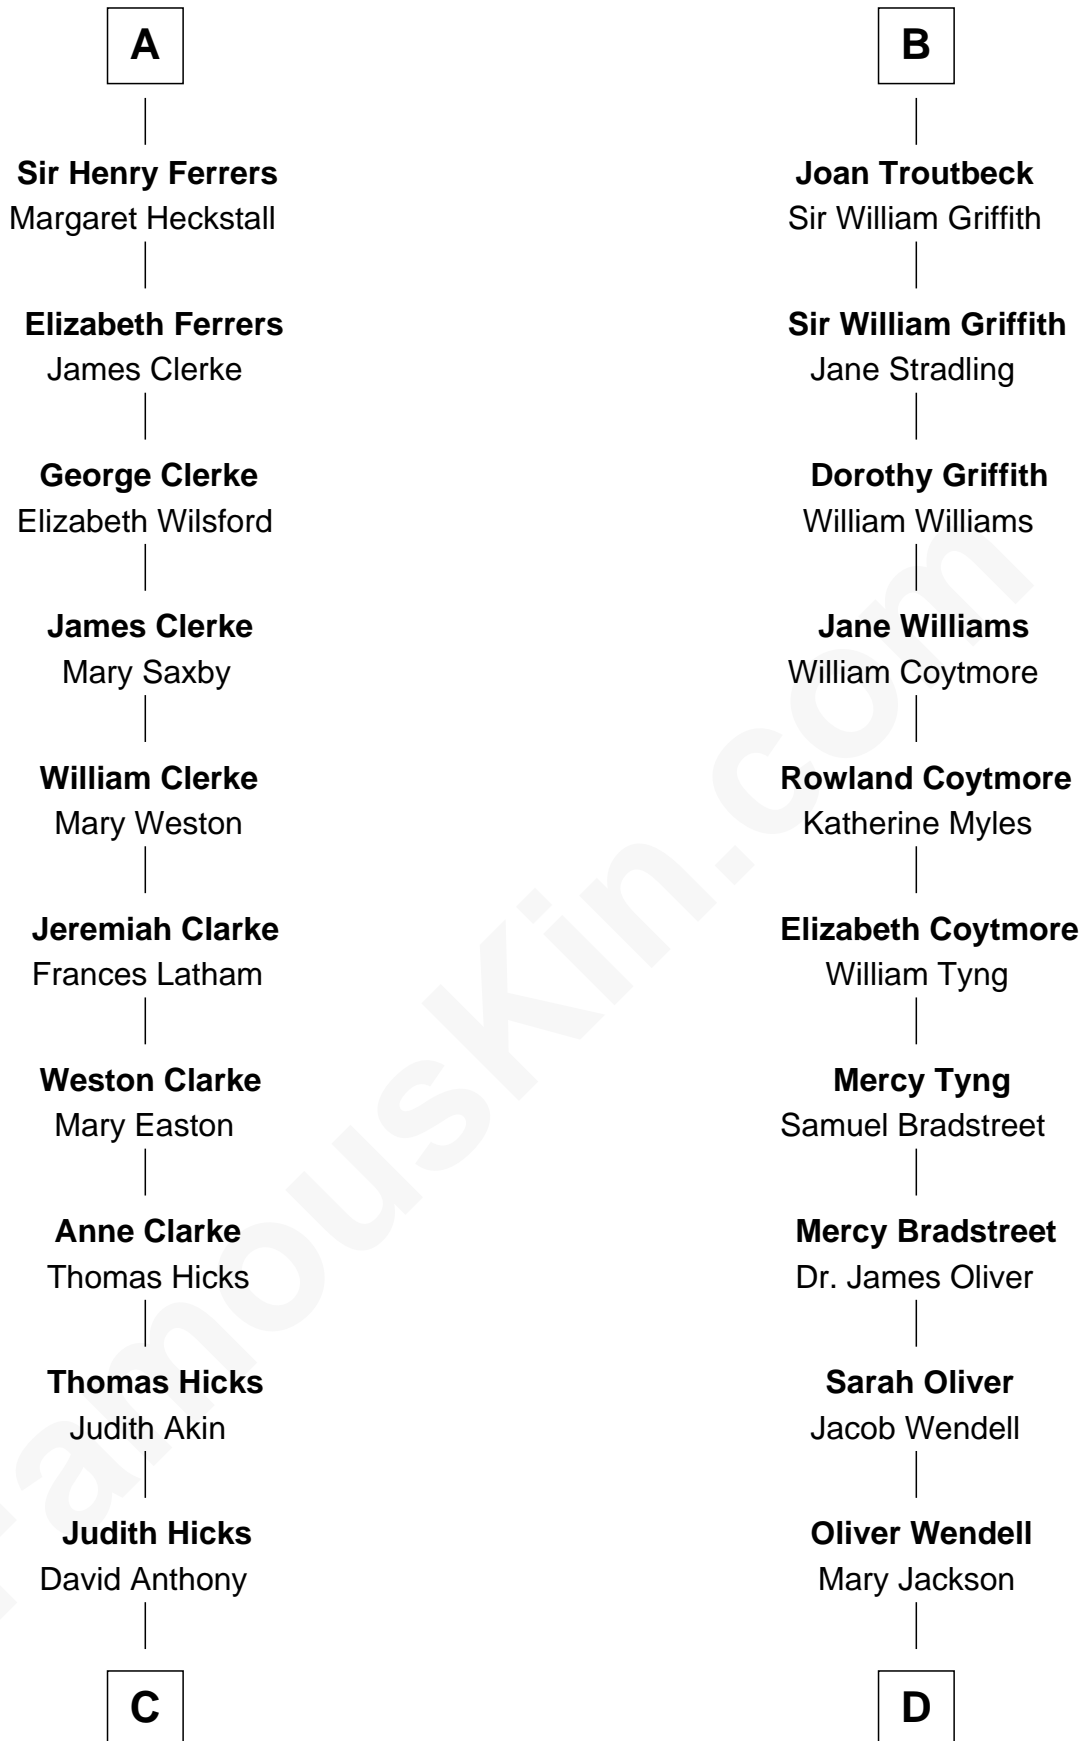 A
Sir Henry Ferrers
Margaret Heckstall
Elizabeth Ferrers
James Clerke
George Clerke
Elizabeth Wilsford
James Clerke
Mary Saxby
William Clerke
Mary Weston
Jeremiah Clarke
Frances Latham
Weston Clarke
Mary Easton
Anne Clarke
Thomas Hicks
Thomas Hicks
Judith Akin
Judith Hicks
David Anthony
C
B
Joan Troutbeck
Sir William Griffith
Sir William Griffith
Jane Stradling
Dorothy Griffith
William Williams
Jane Williams
William Coytmore
Rowland Coytmore
Katherine Myles
Elizabeth Coytmore
William Tyng
Mercy Tyng
Samuel Bradstreet
Mercy Bradstreet
Dr. James Oliver
Sarah Oliver
Jacob Wendell
Oliver Wendell
Mary Jackson
D
FamousKin.com